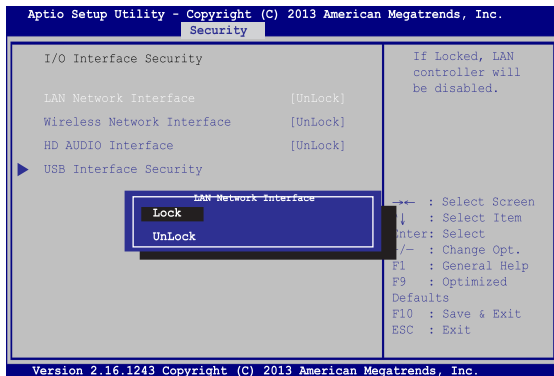 Aptio Setup Utility - Copyright (C) 2013 American Megatrends, Inc.
Security
I/O Interface Security
LAN Network Interface [UnLock]
Wireless Network Interface [UnLock]
HD AUDIO Interface [UnLock]
USB Interface Security
If Locked, LAN
controller will
be disabled.
LAN Network Interface
Lock
UnLock
→← : Select Screen
↓ : Select Item
nter: Select
/— : Change Opt.
F1 : General Help
F9 : Optimized
Defaults
F10 : Save & Exit
ESC : Exit
Version 2.16.1243 Copyright (C) 2013 American Megatrends, Inc.